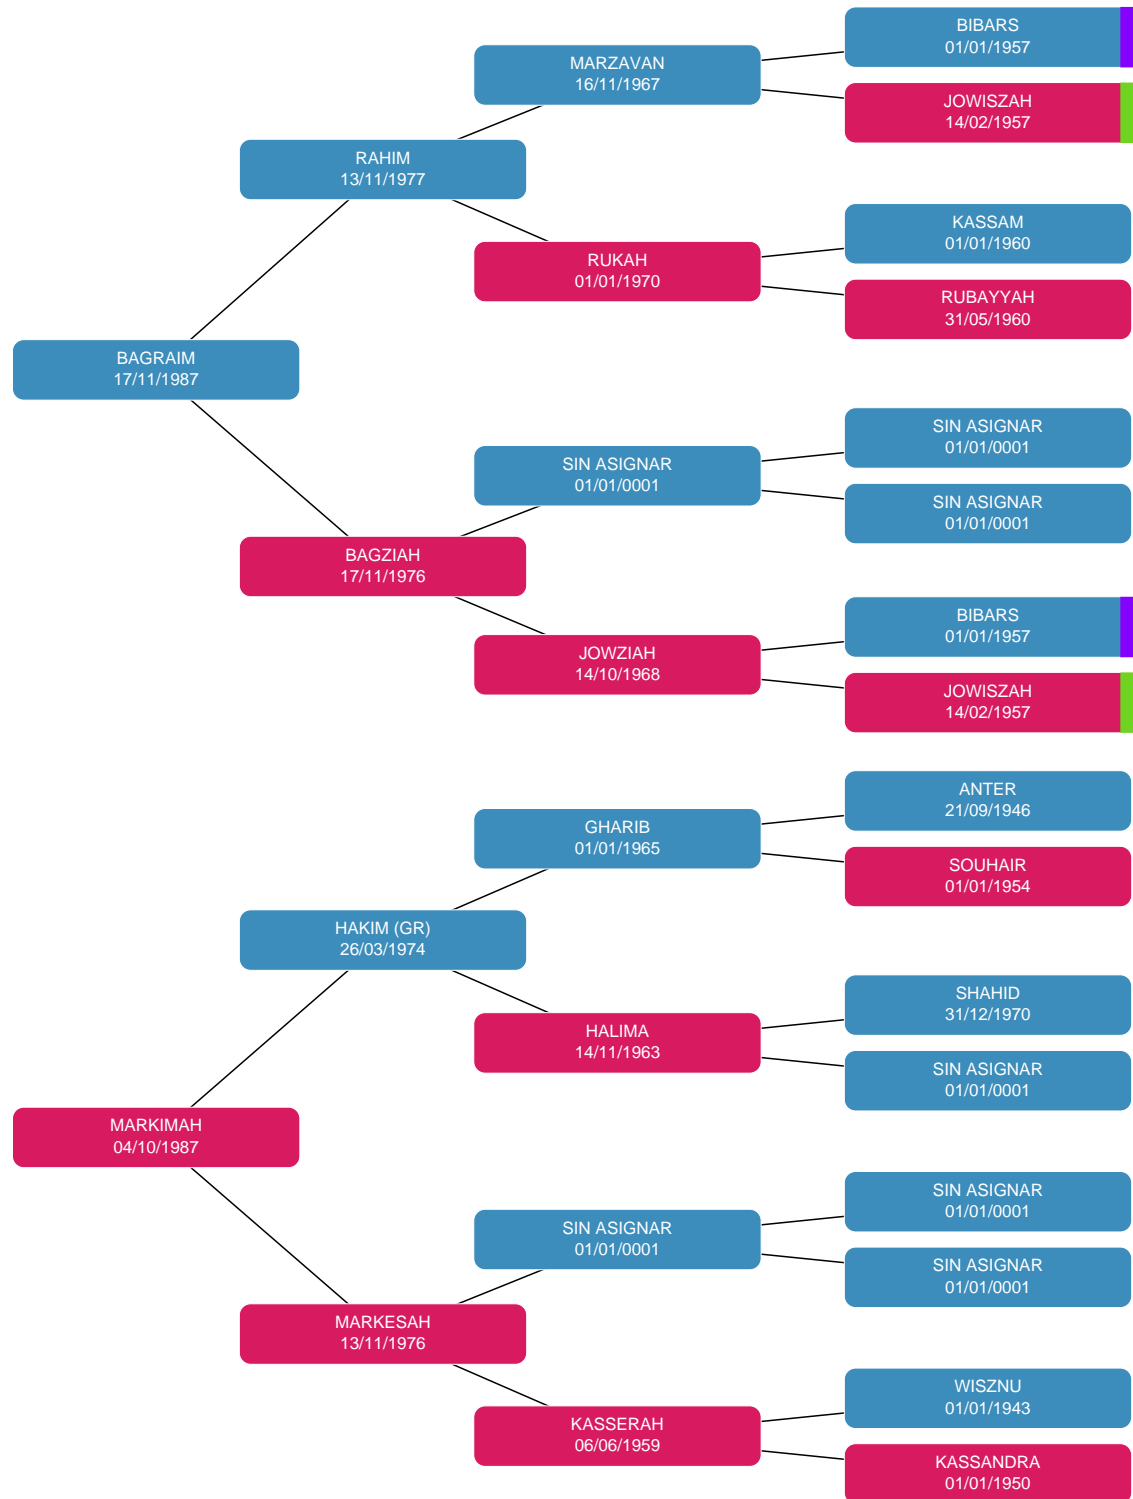 BIBARS
01/01/1957
MARZAVAN
16/11/1967
JOWISZAH
14/02/1957
RAHIM
13/11/1977
KASSAM
01/01/1960
RUKAH
01/01/1970
RUBAYYAH
31/05/1960
BAGRAIM
17/11/1987
SIN ASIGNAR
01/01/0001
SIN ASIGNAR
01/01/0001
SIN ASIGNAR
01/01/0001
BAGZIAH
17/11/1976
BIBARS
01/01/1957
JOWZIAH
14/10/1968
JOWISZAH
14/02/1957
ANTER
21/09/1946
GHARIB
01/01/1965
SOUHAIR
01/01/1954
HAKIM (GR)
26/03/1974
SHAHID
31/12/1970
HALIMA
14/11/1963
SIN ASIGNAR
01/01/0001
MARKIMAH
04/10/1987
SIN ASIGNAR
01/01/0001
SIN ASIGNAR
01/01/0001
SIN ASIGNAR
01/01/0001
MARKESAH
13/11/1976
WISZNU
01/01/1943
KASSERAH
06/06/1959
KASSANDRA
01/01/1950